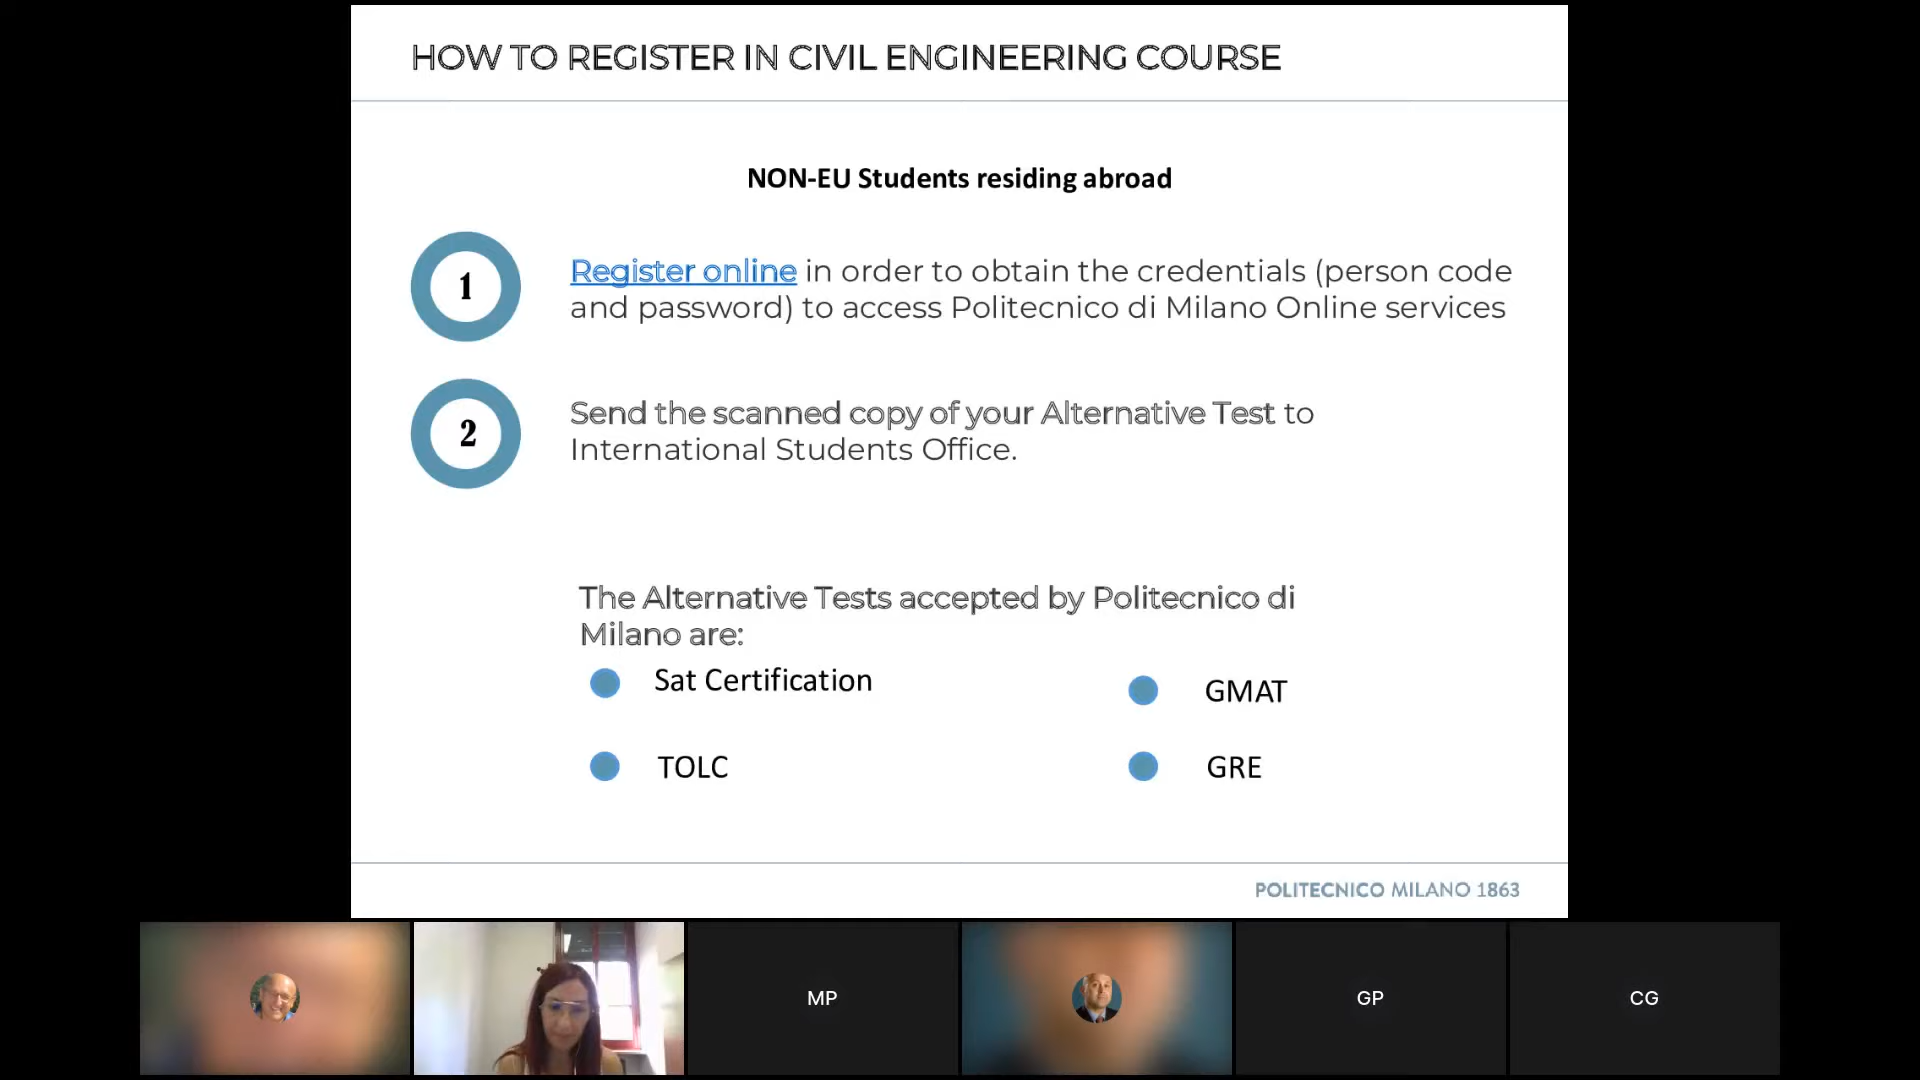 HOW TO REGISTER IN CIVIL ENGINEERING COURSE
NON-EU Students residing abroad
1
Register online in order to obtain the credentials (person code
and password) to access Politecnico di Milano Online services
2
Send the scanned copy of your Alternative Test to
International Students Office.
The Alternative Tests accepted by Politecnico di
Milano are:
Sat Certification
GMAT
TOLC
GRE
POLITECNICO MILANO 1863
MP
GP
CG